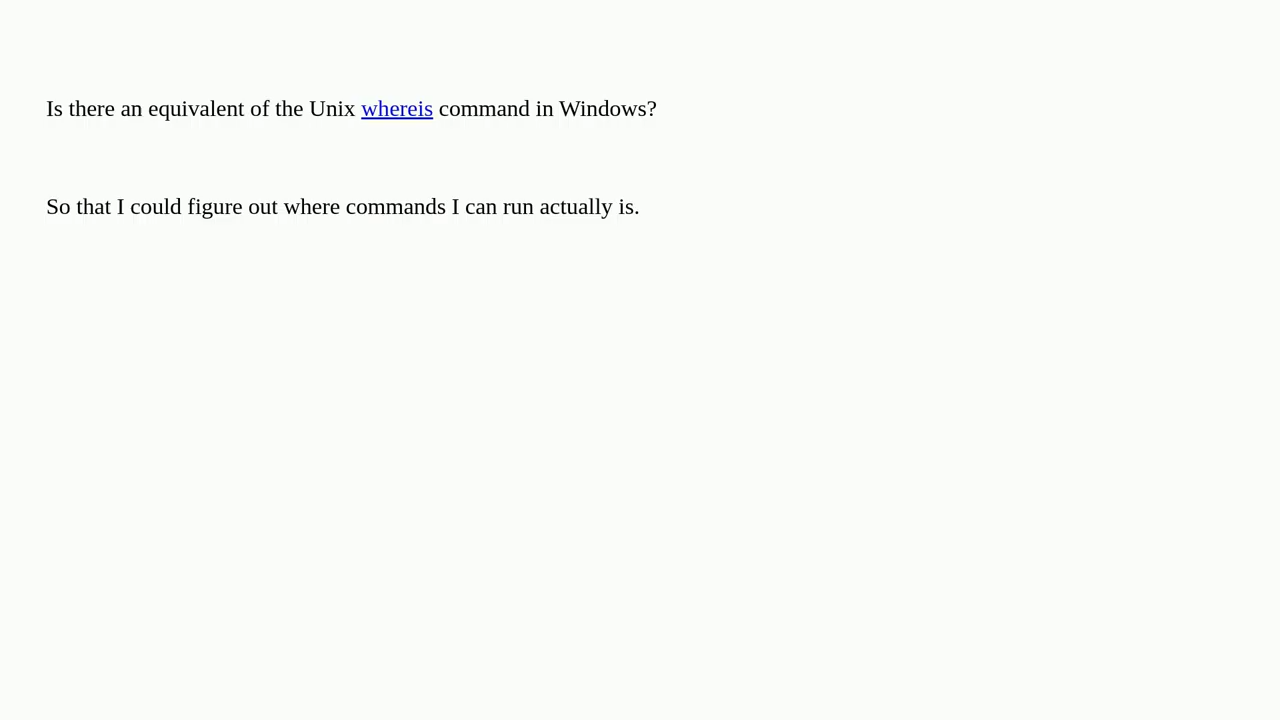 Is there an equivalent of the Unix whereis command in Windows?
So that I could figure out where commands I can run actually is.